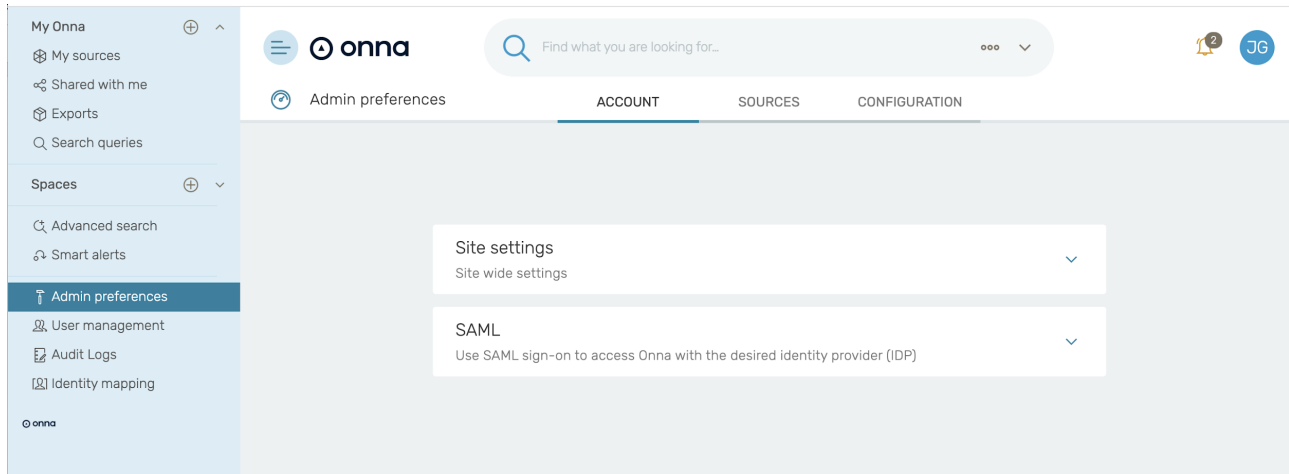 My Onna
My sources
Shared with me
Exports
Search queries
Spaces
Advanced search
Smart alerts
Admin preferences
User management
Audit Logs
Identity mapping
onna
onna
Find what you are looking for...
2
JG
Admin preferences
ACCOUNT
SOURCES
CONFIGURATION
Site settings
Site wide settings
SAML
Use SAML sign-on to access Onna with the desired identity provider (IDP)